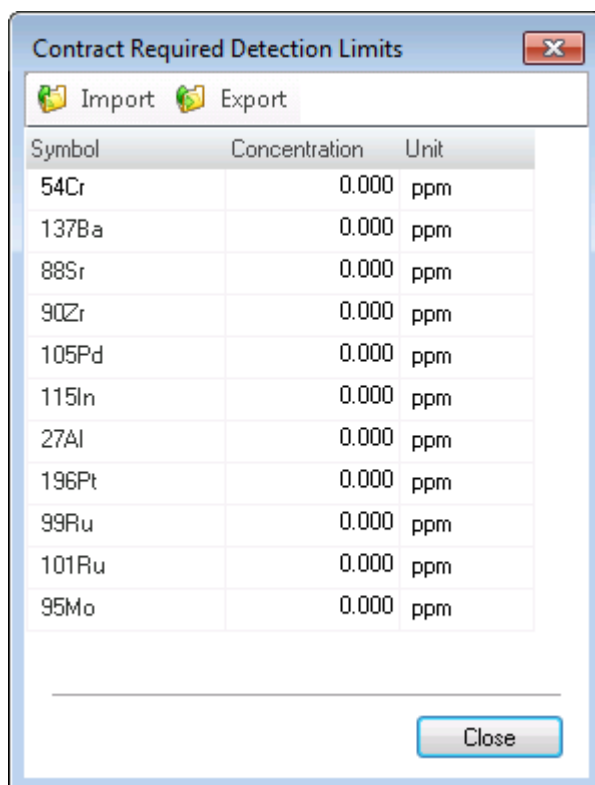 Contract Required Detection Limits
Import Export
Symbol Concentration Unit
54Cr 0.000 ppm
137Ba 0.000 ppm
88Sr 0.000 ppm
90Zr 0.000 ppm
105Pd 0.000 ppm
115In 0.000 ppm
27Al 0.000 ppm
196Pt 0.000 ppm
99Ru 0.000 ppm
101Ru 0.000 ppm
95Mo 0.000 ppm
Close